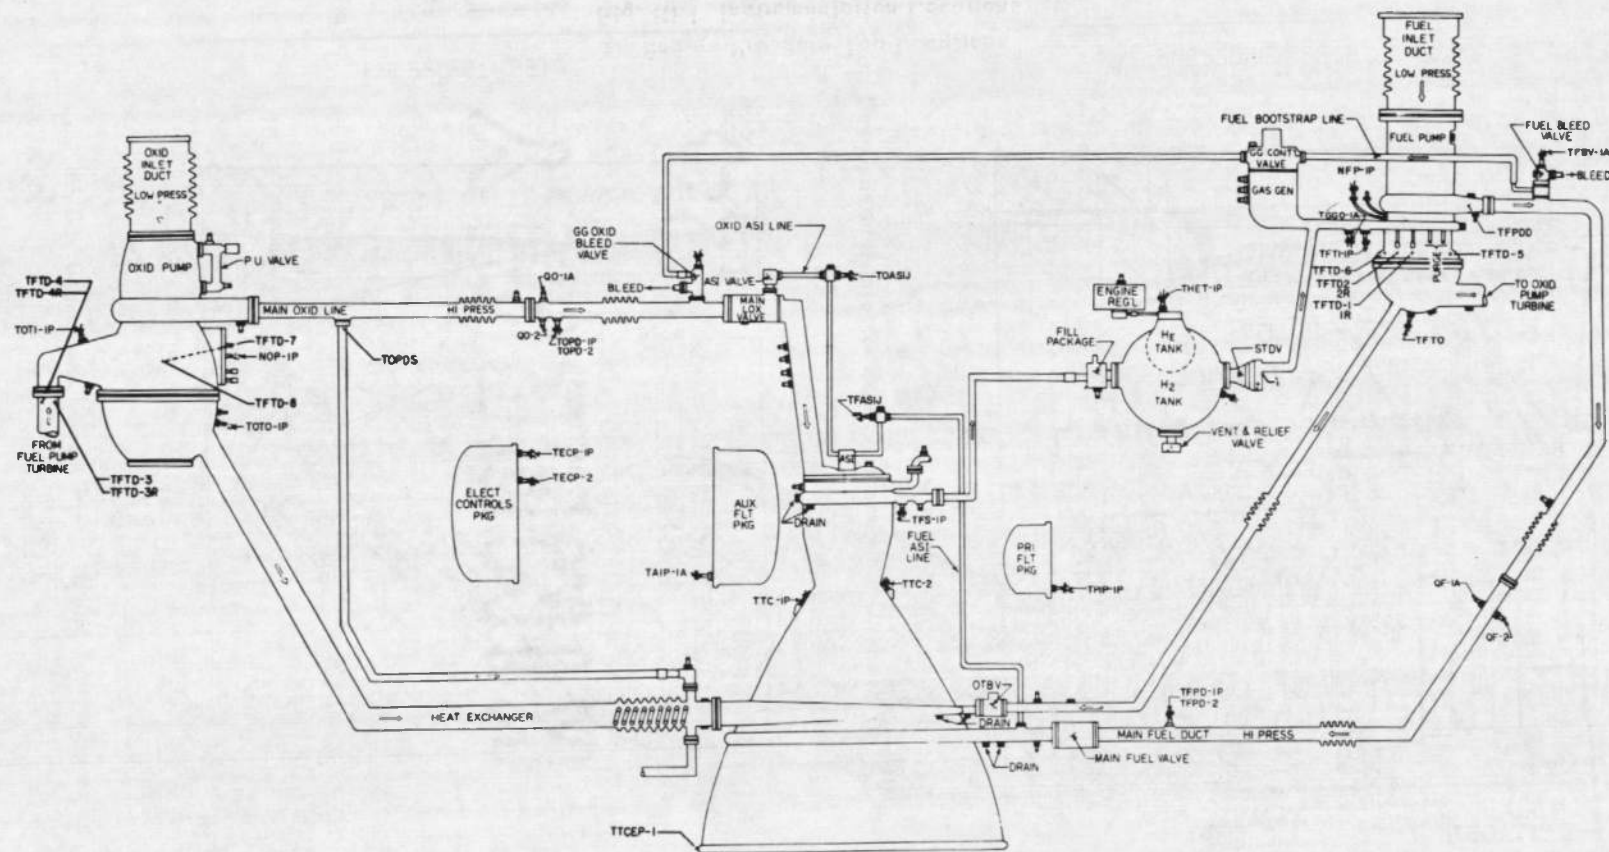 FUEL
INLET
DUCT
LOW PRESS
FUEL BOOTSTRAP LINE
FUEL PUMP
FUEL BLEED
VALVE
TFBV-1A
BLEED
GG CONT'L
VALVE
NFP-1P
GAS GEN
TGGO-1A
TFPDD
TFTI-1P
TFTD-6
TFTD2
2R
TFTD-1
1R
PURGE
TFTD-5
TO OXID
PUMP
TURBINE
TFTO
OXID
INLET
DUCT
LOW PRESS
OXID PUMP
P.U. VALVE
TFTD-4
TFTD-4R
TOTI-1P
MAIN OXID LINE
HI PRESS
TFTD-7
NOP-1P
TFTD-8
TOTO-1P
FROM
FUEL PUMP
TURBINE
TFTD-3
TFTD-3R
TOPDS
GG OXID
BLEED
VALVE
BLEED
QO-1A
QO-2
TOPD-1P
TOPD-2
OXID ASI LINE
ASI VALVE
TOASIJ
MAIN
LOX
VALVE
ENGINE
REG'L
THET-1P
FILL
PACKAGE
HE
TANK
H2
TANK
STDV
VENT & RELIEF
VALVE
TFASIJ
ASI
DRAIN
TFS-1P
FUEL
ASI
LINE
ELECT
CONTROLS
PKG
TECP-1P
TECP-2
AUX
FLT
PKG
TAIP-1A
PRI
FLT
PKG
TTC-1P
TTC-2
QF-1A
QF-2
HEAT EXCHANGER
OTBV
DRAIN
TFPD-1P
TFPD-2
MAIN FUEL DUCT
HI PRESS
MAIN FUEL VALVE
DRAIN
TTCEP-1